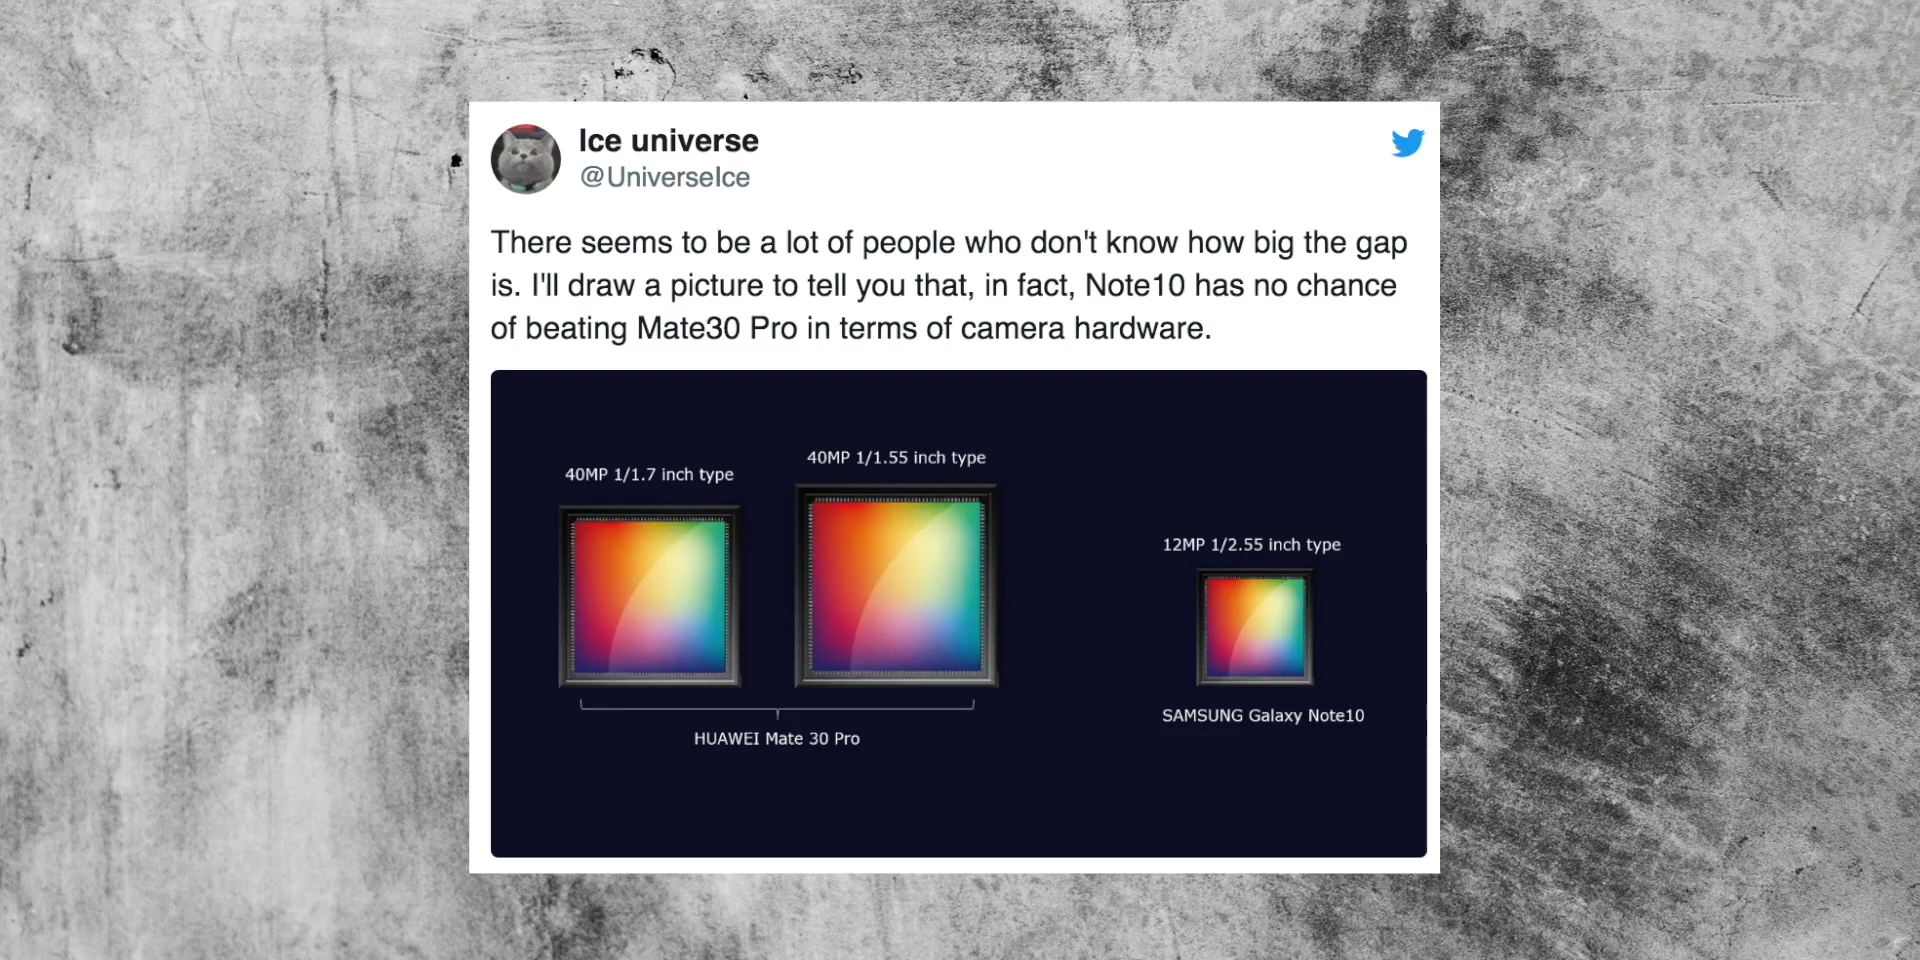 Ice universe
@UniverseIce
There seems to be a lot of people who don't know how big the gap
is. I'll draw a picture to tell you that, in fact, Note10 has no chance
of beating Mate30 Pro in terms of camera hardware.
40MP 1/1.7 inch type
40MP 1/1.55 inch type
12MP 1/2.55 inch type
HUAWEI Mate 30 Pro
SAMSUNG Galaxy Note10